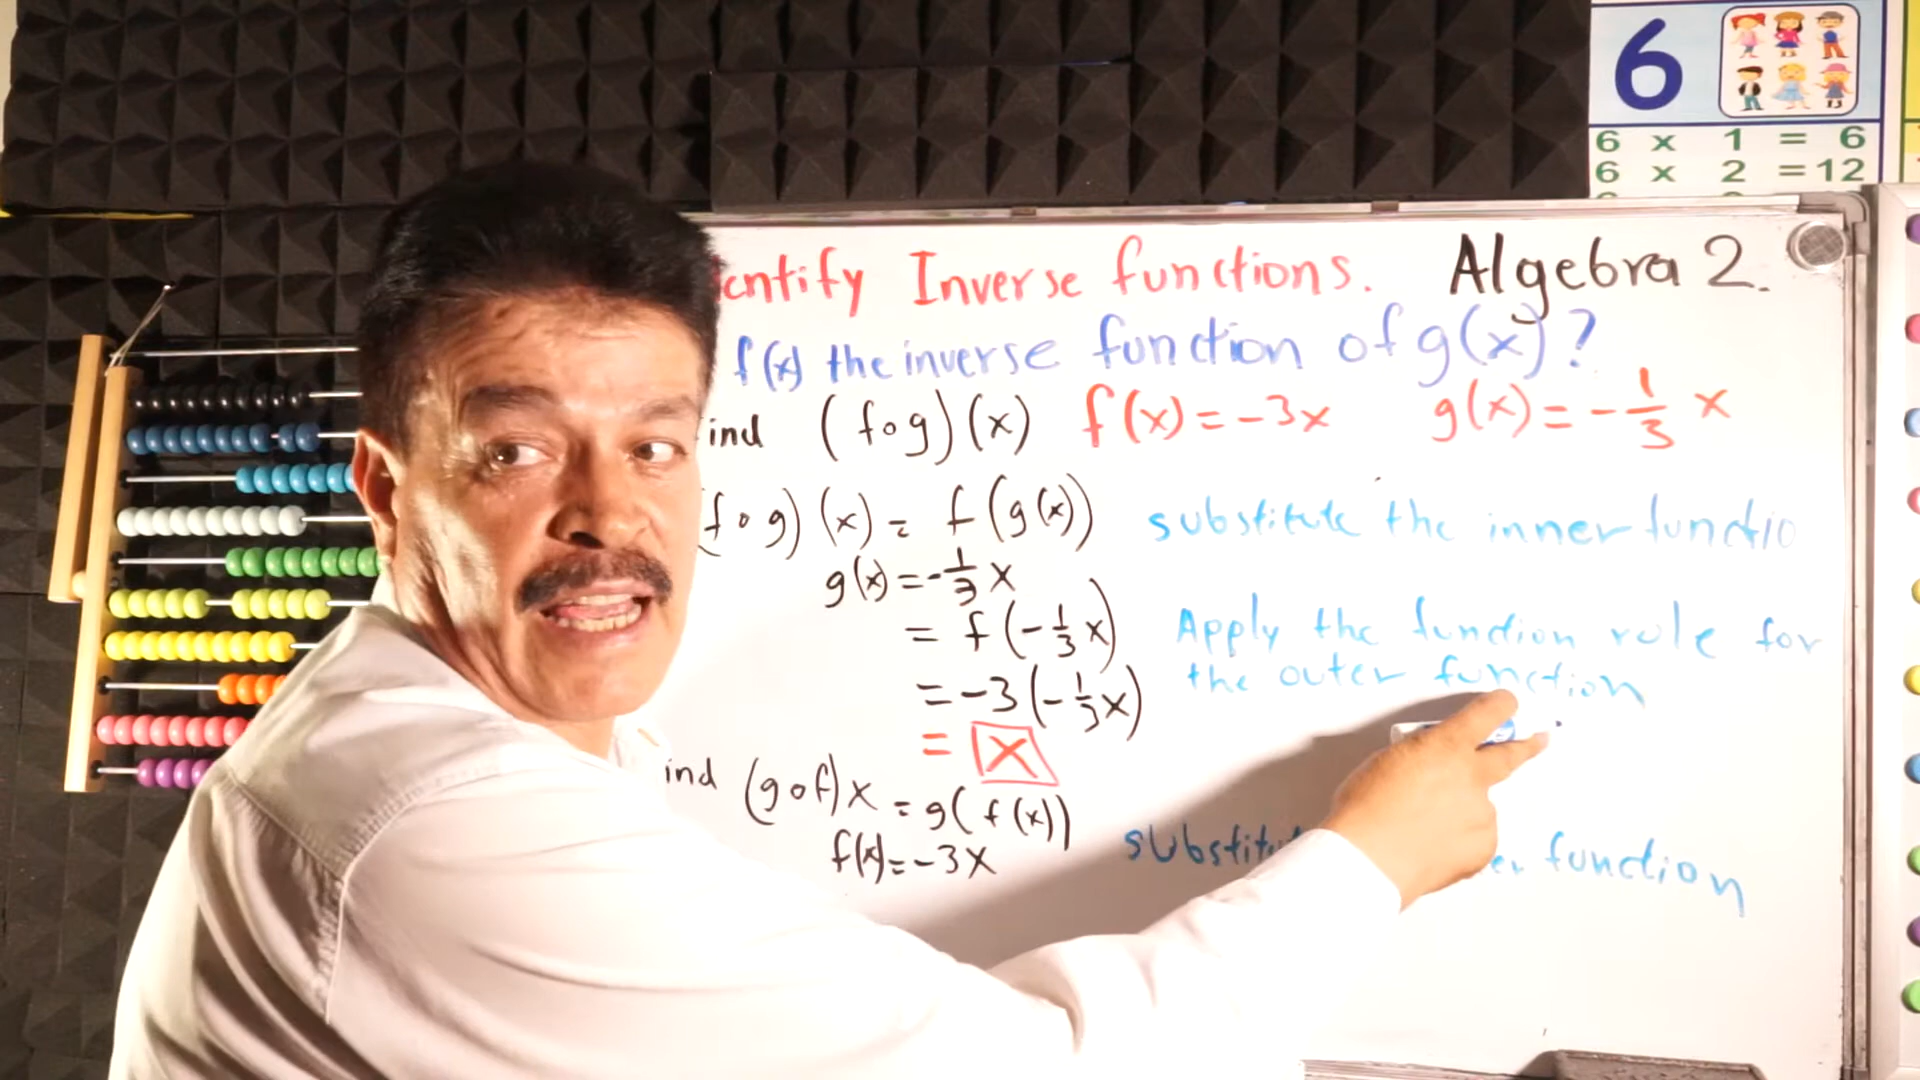 6
6 x 1 = 6
6 x 2 = 12
entify Inverse functions. Algebra 2.
f(x) the inverse function of g(x)?
ind (f∘g)(x) f(x) = -3x g(x) = -1/3 x
(f∘g)(x) = f(g(x)) substitute the inner functio
g(x) = -1/3 x
= f(-1/3 x) Apply the function rule for
the outer function
= -3(-1/3 x)
= x
ind (g∘f)x = g(f(x))
f(x) = -3x substitu function